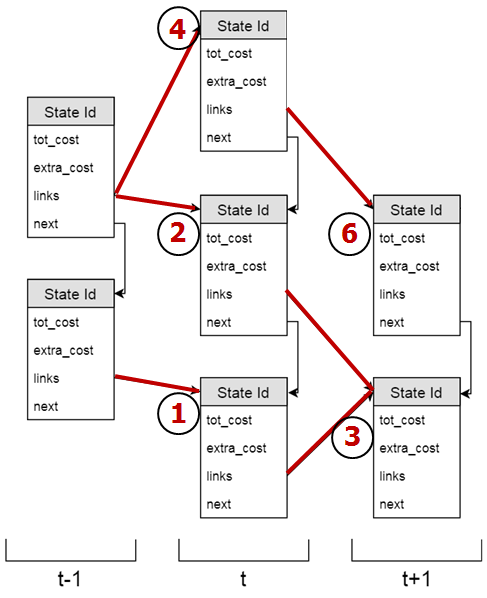 State Id
tot_cost
extra_cost
links
next
State Id
tot_cost
extra_cost
links
next
t-1
4
State Id
tot_cost
extra_cost
links
next
2
State Id
tot_cost
extra_cost
links
next
1
State Id
tot_cost
extra_cost
links
next
t
6
State Id
tot_cost
extra_cost
links
next
3
State Id
tot_cost
extra_cost
links
next
t+1